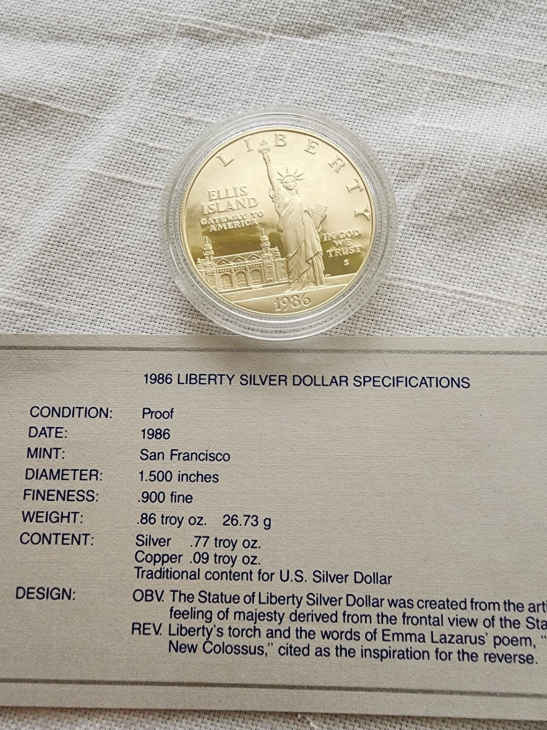 LIBERTY
ELLIS
ISLAND
GATEWAY TO
AMERICA
IN GOD
WE
TRUST
S
1986
1986 LIBERTY SILVER DOLLAR SPECIFICATIONS
CONDITION: Proof
DATE: 1986
MINT: San Francisco
DIAMETER: 1.500 inches
FINENESS: .900 fine
WEIGHT: .86 troy oz. 26.73 g
CONTENT: Silver .77 troy oz.
Copper .09 troy oz.
Traditional content for U.S. Silver Dollar
DESIGN: OBV. The Statue of Liberty Silver Dollar was created from the arti
feeling of majesty derived from the frontal view of the Sta
REV. Liberty's torch and the words of Emma Lazarus' poem, "
New Colossus," cited as the inspiration for the reverse.